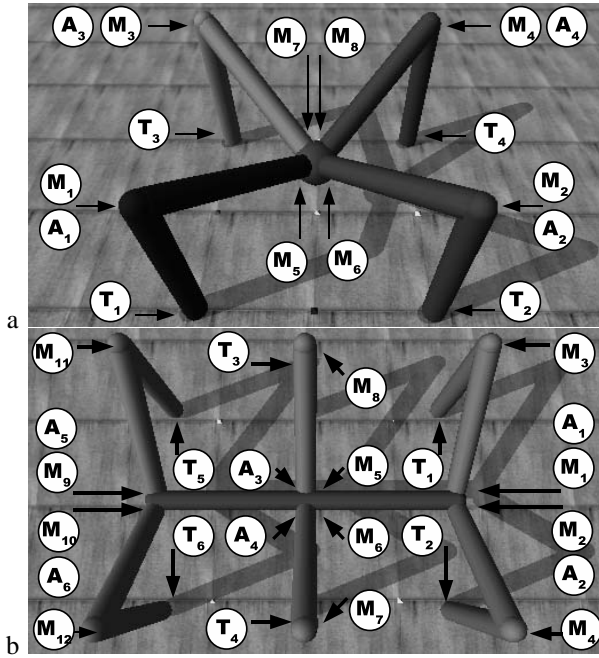 A3 M3 M7 M8 M4 A4
T3 T4
M1 M2
A1 A2
M5 M6
T1 T2
a
M11 T3 M3
M8
A5 A1
M9 T5 A3 M5 T1 M1
M10 T6 A4 M6 T2 M2
A6 A2
M12 T4 M7 M4
b